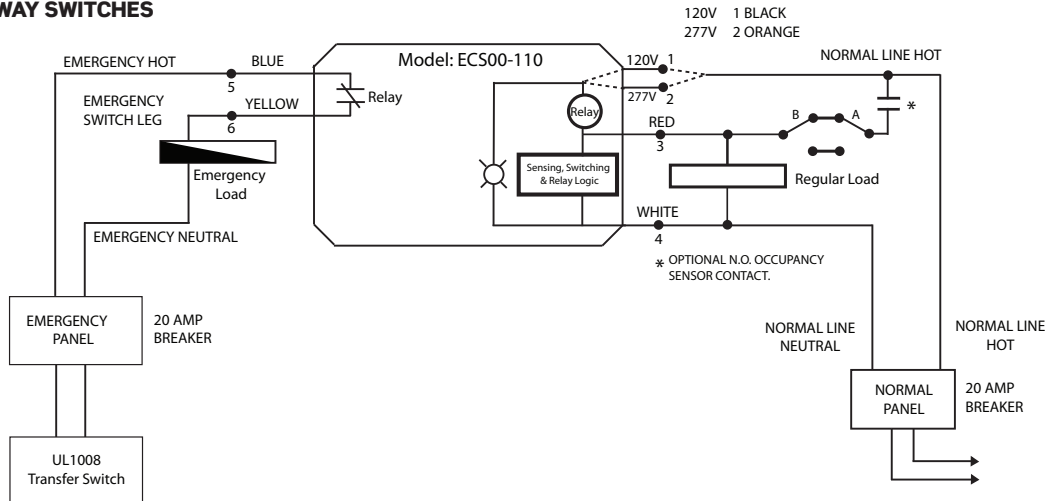 WAY SWITCHES
120V 1 BLACK
277V 2 ORANGE
EMERGENCY HOT
BLUE
5
Model: ECS00-110
120V 1
277V 2
NORMAL LINE HOT
EMERGENCY
SWITCH LEG
YELLOW
6
Relay
Relay
RED
3
B
A
*
Emergency
Load
Sensing, Switching
& Relay Logic
Regular Load
WHITE
4
EMERGENCY NEUTRAL
* OPTIONAL N.O. OCCUPANCY
SENSOR CONTACT.
EMERGENCY
PANEL
20 AMP
BREAKER
NORMAL LINE
NEUTRAL
NORMAL LINE
HOT
NORMAL
PANEL
20 AMP
BREAKER
UL1008
Transfer Switch